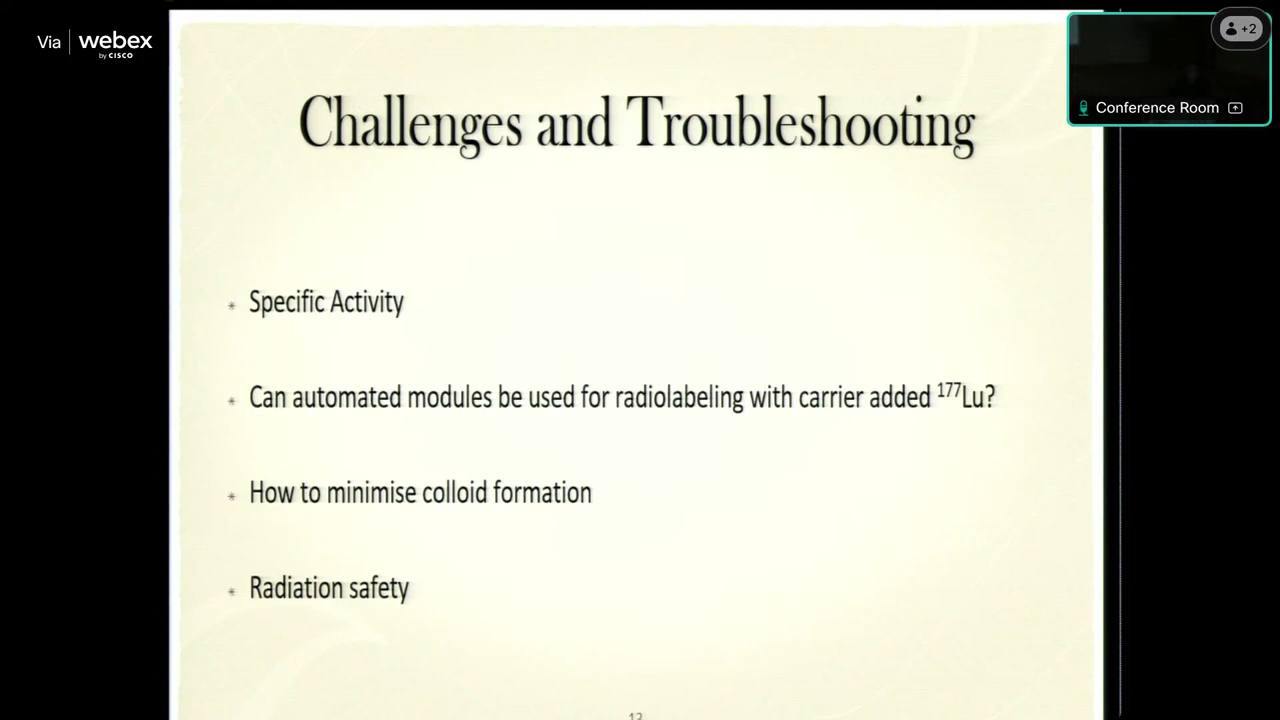 Via webex
by CISCO
+2
Conference Room
Challenges and Troubleshooting
* Specific Activity
* Can automated modules be used for radiolabeling with carrier added ¹⁷⁷Lu?
* How to minimise colloid formation
* Radiation safety
13